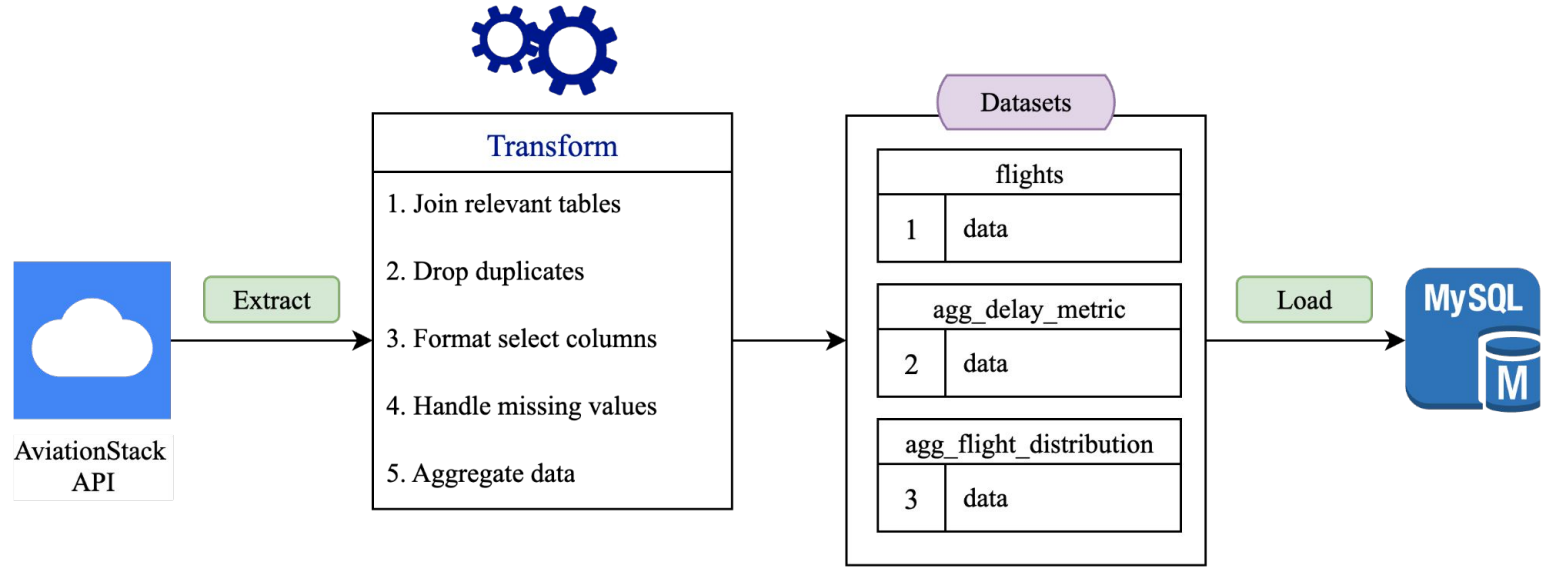 AviationStack
API
Extract
Transform
1. Join relevant tables
2. Drop duplicates
3. Format select columns
4. Handle missing values
5. Aggregate data
Datasets
flights
1 data
agg_delay_metric
2 data
agg_flight_distribution
3 data
Load
MySQL
M